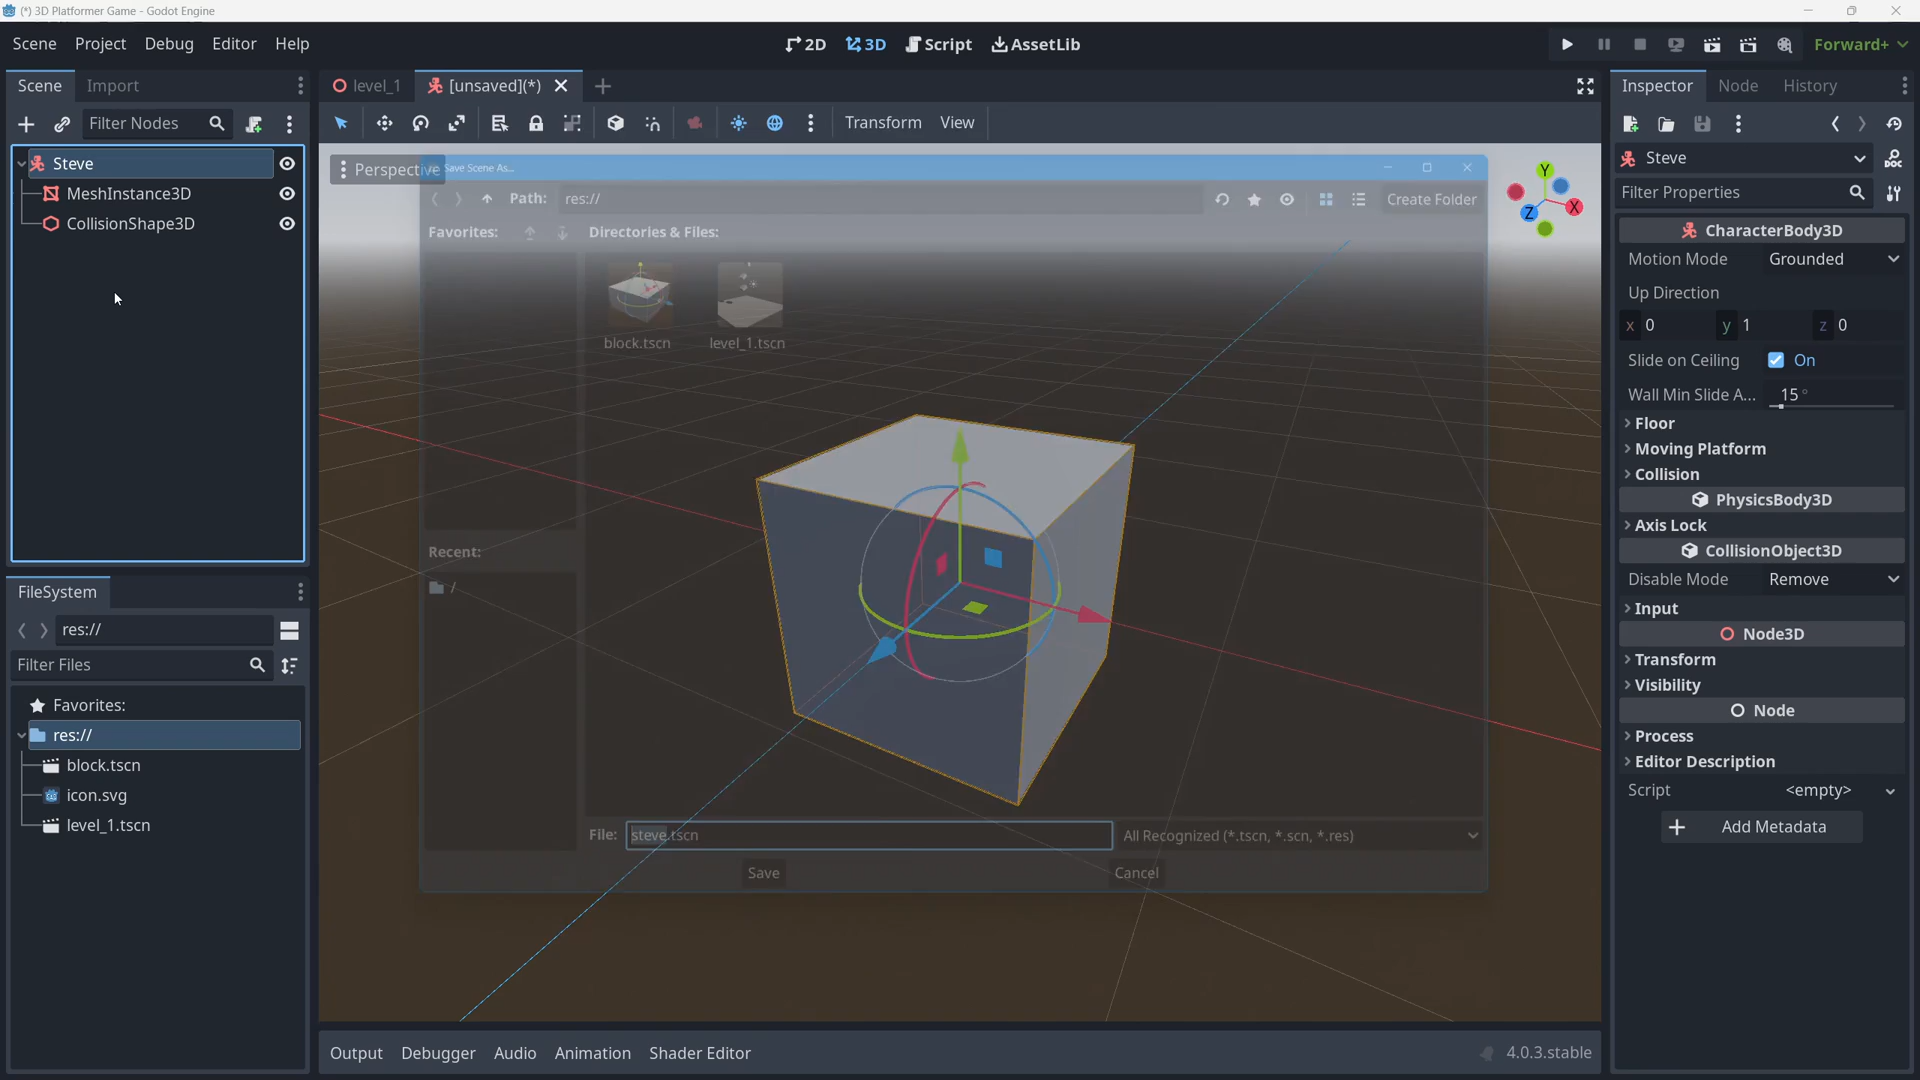 (*) 3D Platformer Game - Godot Engine
Scene Project Debug Editor Help
2D 3D Script AssetLib
Forward+
Scene Import
level_1 [unsaved](*)
Inspector Node History
Filter Nodes
Transform View
Steve
MeshInstance3D
CollisionShape3D
Perspective
Save Scene As...
Path: res://
Create Folder
Favorites:
Directories & Files:
block.tscn
level_1.tscn
Recent:
/
File: steve.tscn
All Recognized (*.tscn, *.scn, *.res)
Save
Cancel
Y
X
Z
Steve
DOC
Filter Properties
CharacterBody3D
Motion Mode Grounded
Up Direction
x 0 y 1 z 0
Slide on Ceiling On
Wall Min Slide A... 15 °
Floor
Moving Platform
Collision
PhysicsBody3D
Axis Lock
CollisionObject3D
Disable Mode Remove
Input
Node3D
Transform
Visibility
Node
Process
Editor Description
Script <empty>
Add Metadata
FileSystem
res://
Filter Files
Favorites:
res://
block.tscn
icon.svg
level_1.tscn
Output Debugger Audio Animation Shader Editor
4.0.3.stable